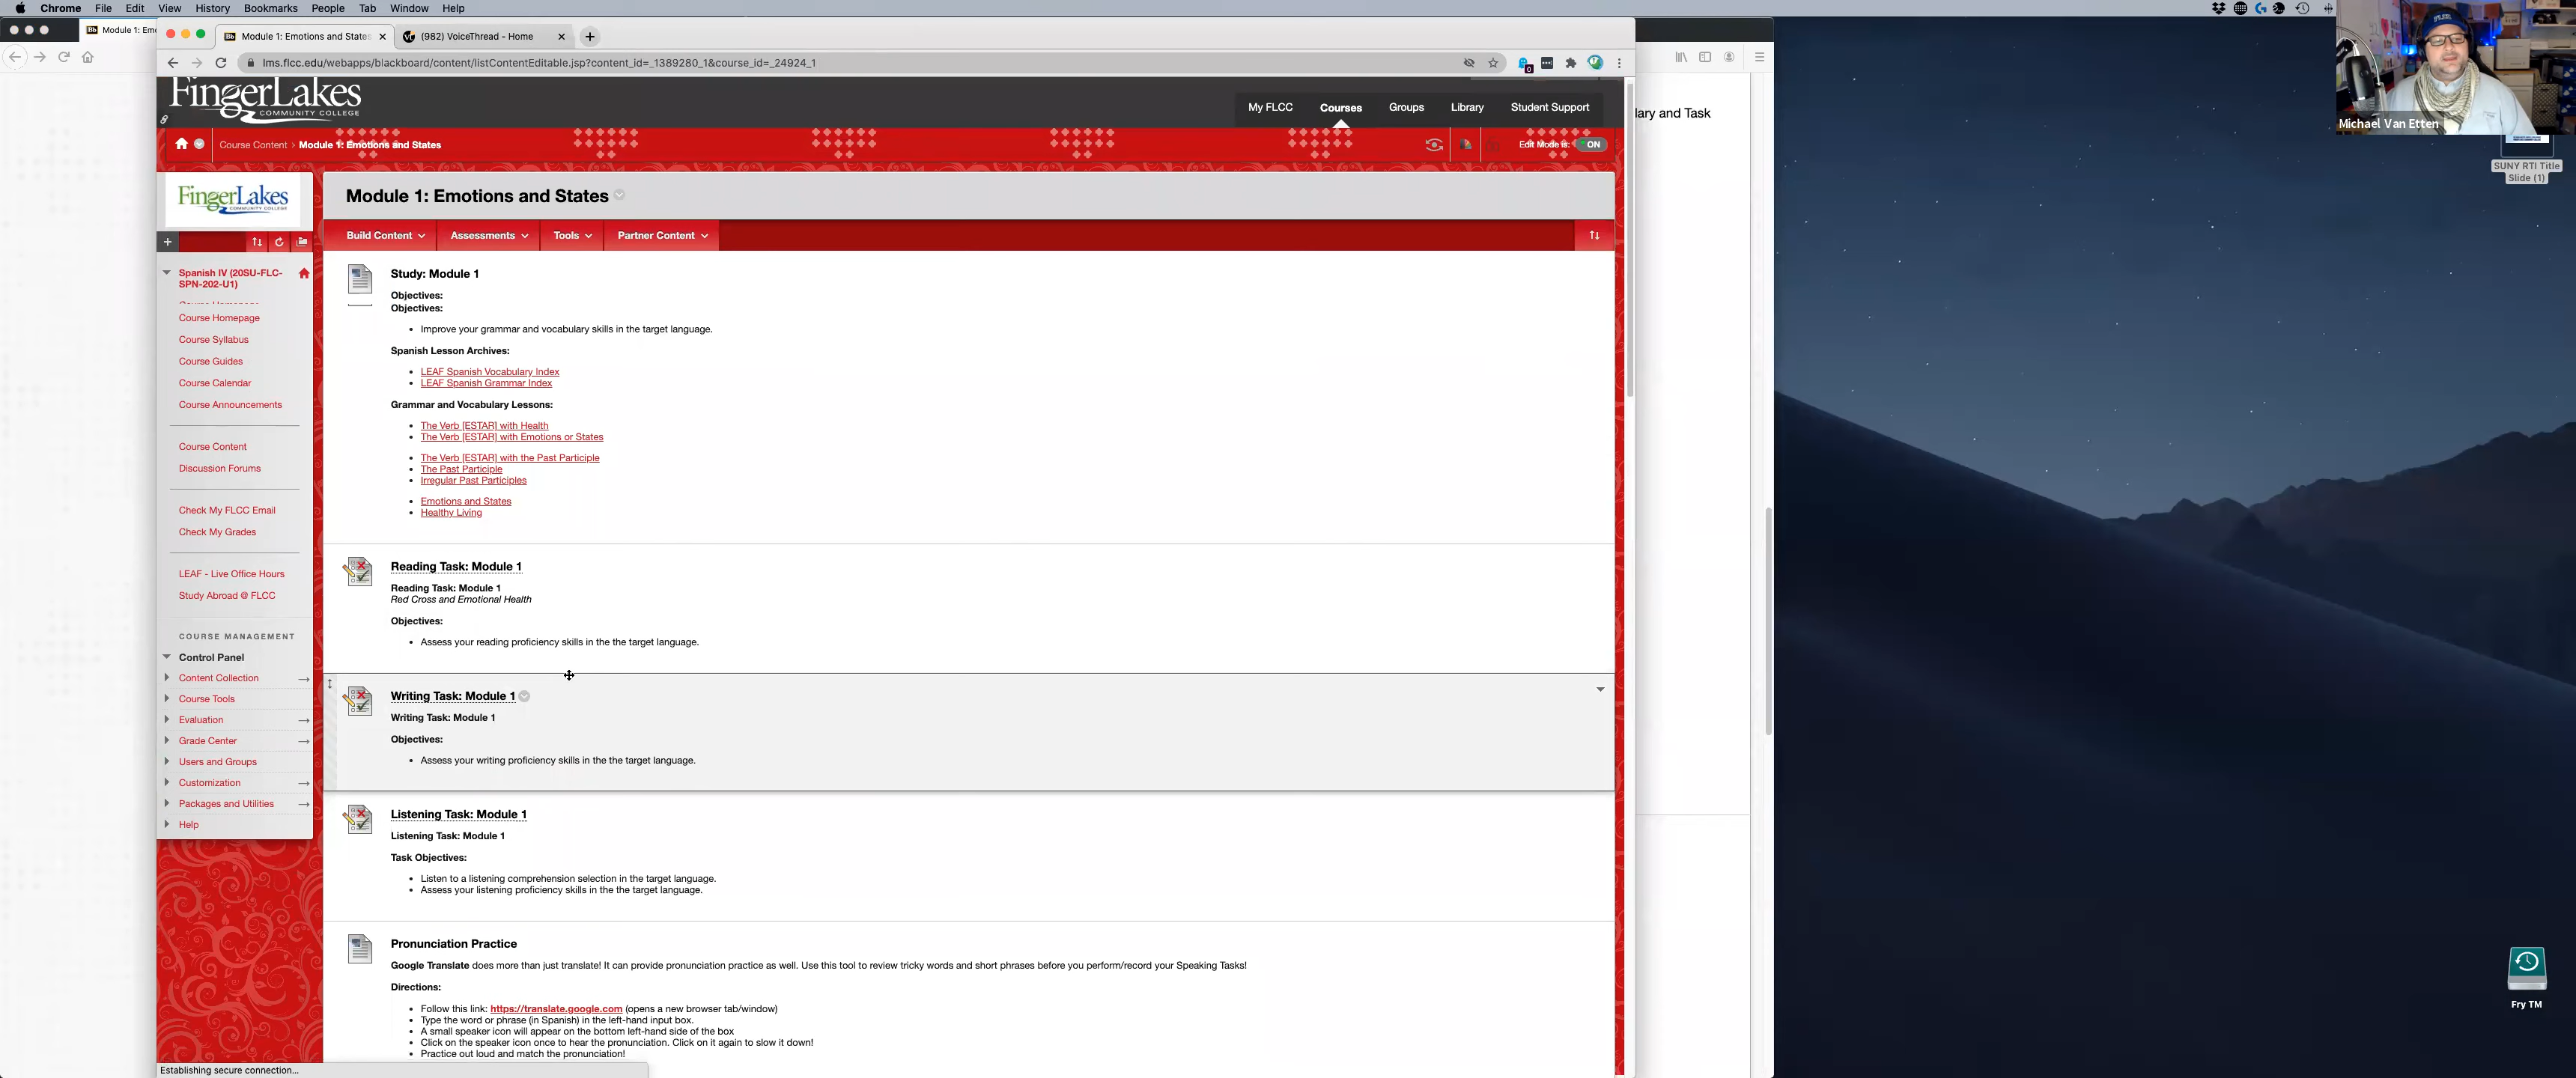 Chrome File Edit View History Bookmarks People Tab Window Help
Module 1: Emo
Module 1: Emotions and States
(982) VoiceThread - Home
lms.flcc.edu/webapps/blackboard/content/listContentEditable.jsp?content_id=_1389280_1&course_id=_24924_1
FingerLakes
COMMUNITY COLLEGE
My FLCC Courses Groups Library Student Support
lary and Task
Michael Van Etten
SUNY RTI Title
Slide (1)
Course Content > Module 1: Emotions and States
Edit Mode is: ON
FingerLakes
COMMUNITY COLLEGE
Module 1: Emotions and States
Build Content Assessments Tools Partner Content
Spanish IV (20SU-FLC-
SPN-202-U1)
Course Homepage
Course Homepage
Course Syllabus
Course Guides
Course Calendar
Course Announcements
Course Content
Discussion Forums
Check My FLCC Email
Check My Grades
LEAF - Live Office Hours
Study Abroad @ FLCC
COURSE MANAGEMENT
Control Panel
Content Collection
Course Tools
Evaluation
Grade Center
Users and Groups
Customization
Packages and Utilities
Help
Study: Module 1
Objectives:
Objectives:
Improve your grammar and vocabulary skills in the target language.
Spanish Lesson Archives:
LEAF Spanish Vocabulary Index
LEAF Spanish Grammar Index
Grammar and Vocabulary Lessons:
The Verb [ESTAR] with Health
The Verb [ESTAR] with Emotions or States
The Verb [ESTAR] with the Past Participle
The Past Participle
Irregular Past Participles
Emotions and States
Healthy Living
Reading Task: Module 1
Reading Task: Module 1
Red Cross and Emotional Health
Objectives:
Assess your reading proficiency skills in the the target language.
Writing Task: Module 1
Writing Task: Module 1
Objectives:
Assess your writing proficiency skills in the the target language.
Listening Task: Module 1
Listening Task: Module 1
Task Objectives:
Listen to a listening comprehension selection in the target language.
Assess your listening proficiency skills in the the target language.
Pronunciation Practice
Google Translate does more than just translate! It can provide pronunciation practice as well. Use this tool to review tricky words and short phrases before you perform/record your Speaking Tasks!
Directions:
Follow this link: https://translate.google.com (opens a new browser tab/window)
Type the word or phrase (in Spanish) in the left-hand input box.
A small speaker icon will appear on the bottom left-hand side of the box
Click on the speaker icon once to hear the pronunciation. Click on it again to slow it down!
Practice out loud and match the pronunciation!
Establishing secure connection...
Fry TM